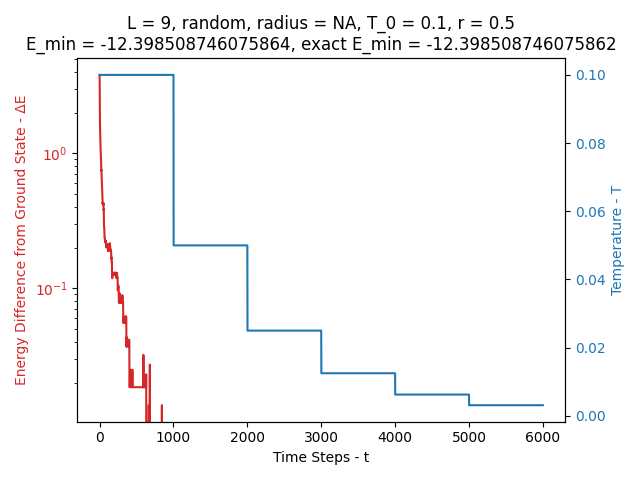 L = 9, random, radius = NA, T_0 = 0.1, r = 0.5
E_min = -12.398508746075864, exact E_min = -12.398508746075862
Energy Difference from Ground State - ΔE
10^0
10^-1
0.10
0.08
0.06
0.04
0.02
0.00
Temperature - T
0 1000 2000 3000 4000 5000 6000
Time Steps - t